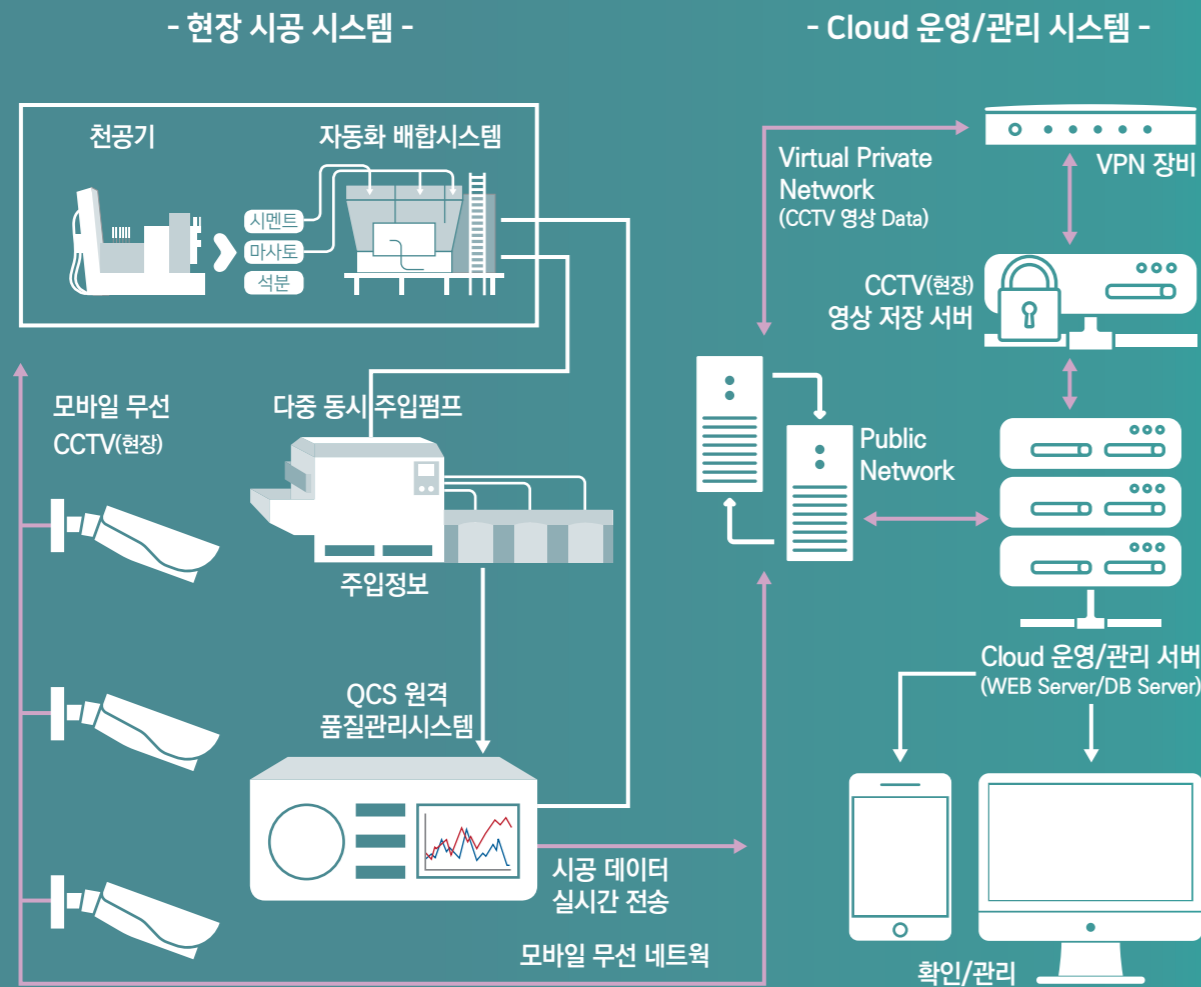 - 현장 시공 시스템 -
천공기
자동화 배합시스템
시멘트
마사토
석분
모바일 무선
CCTV(현장)
다중 동시 주입펌프
주입정보
QCS 원격
품질관리시스템
시공 데이터
실시간 전송
모바일 무선 네트웍
- Cloud 운영/관리 시스템 -
Virtual Private
Network
(CCTV 영상 Data)
VPN 장비
CCTV(현장)
영상 저장 서버
Public
Network
Cloud 운영/관리 서버
(WEB Server/DB Server)
확인/관리